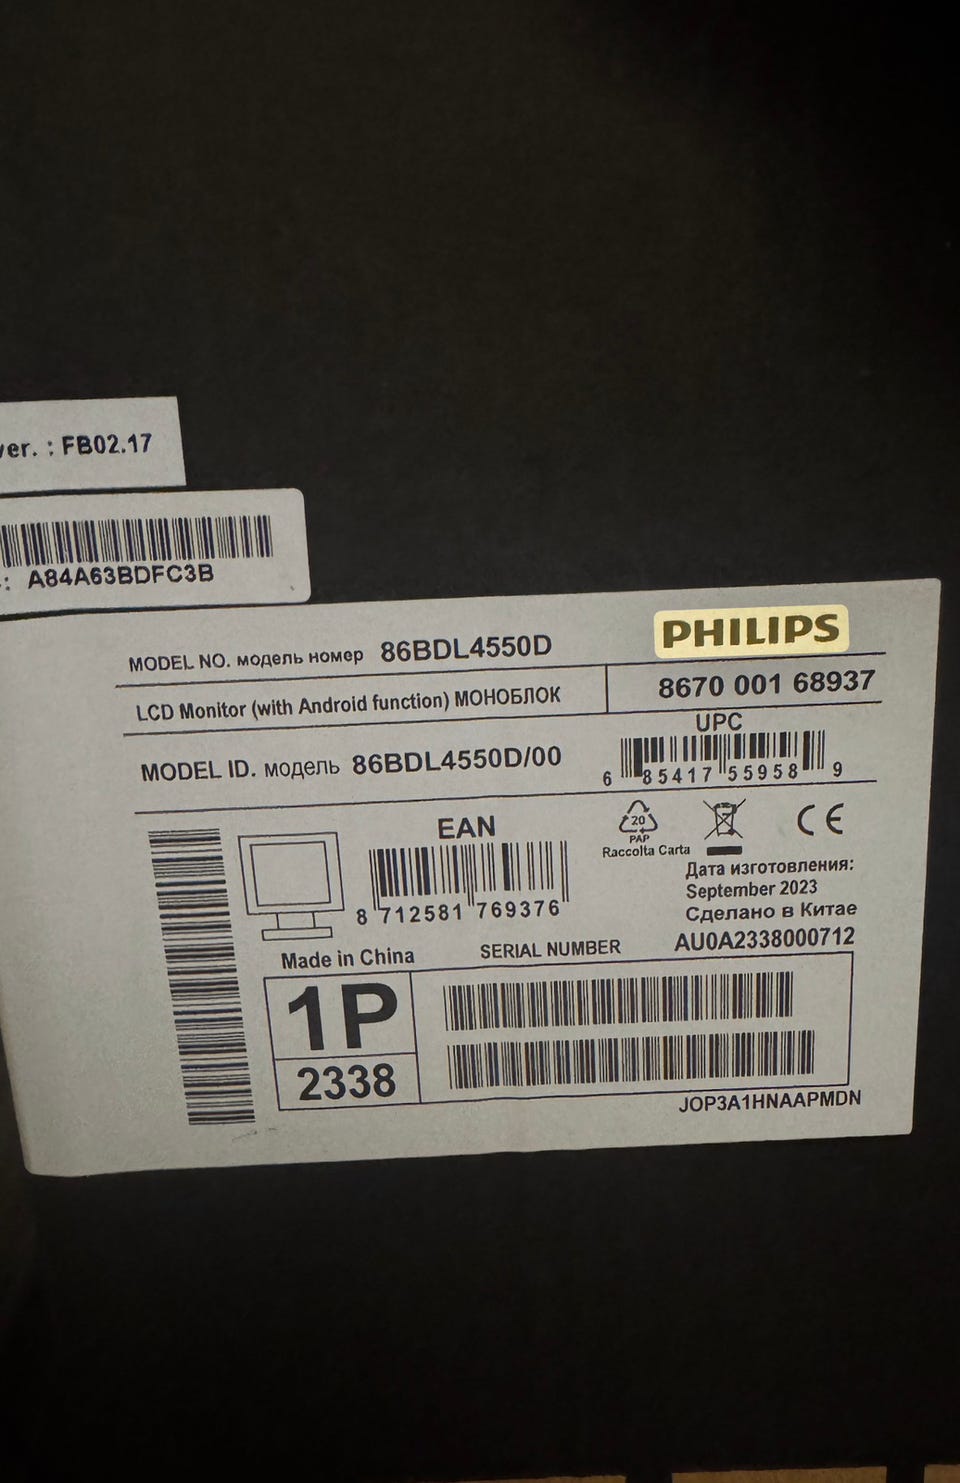 ver. : FB02.17
A84A63BDFC3B
PHILIPS
MODEL NO. модель номер 86BDL4550D
LCD Monitor (with Android function) МОНОБЛОК
8670 001 68937
UPC
MODEL ID. модель 86BDL4550D/00
6 85417 55958 9
EAN
20
PAP
Raccolta Carta
CE
8 712581 769376
Дата изготовления:
September 2023
Сделано в Китае
Made in China
SERIAL NUMBER
AU0A2338000712
1P
2338
JOP3A1HNAAPMDN